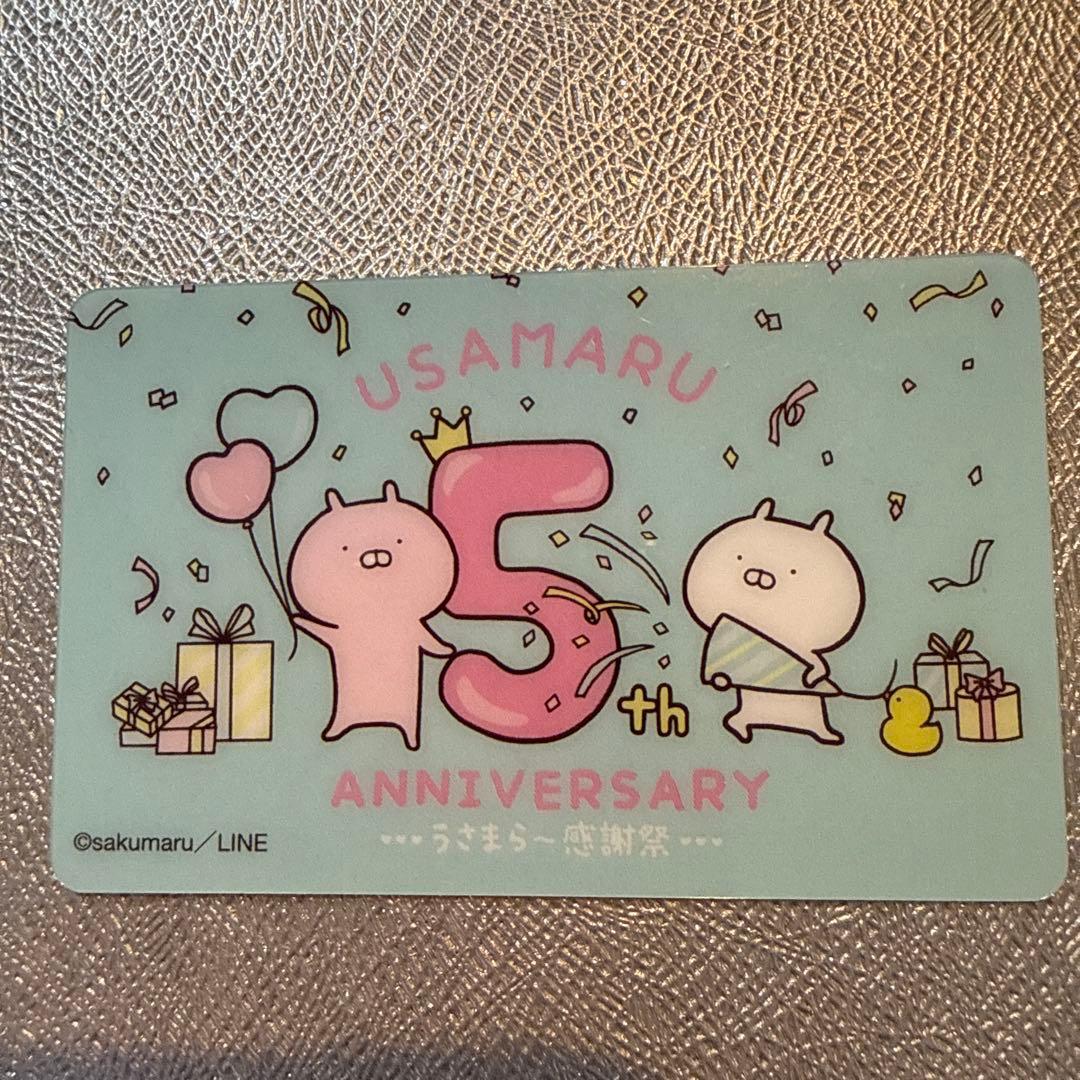 USAMARU
5th
ANNIVERSARY
うさまら~感謝祭
©sakumaru/LINE